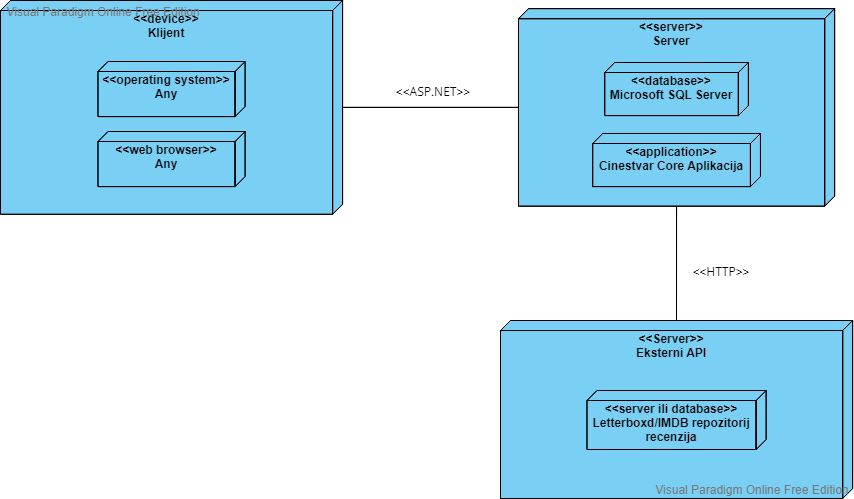 Visual Paradigm Online Free Edition
<<device>>
Klijent
<<operating system>>
Any
<<web browser>>
Any
<<ASP.NET>>
<<server>>
Server
<<database>>
Microsoft SQL Server
<<application>>
Cinestvar Core Aplikacija
<<HTTP>>
<<Server>>
Eksterni API
<<server ili database>>
Letterboxd/IMDB repozitorij
recenzija
Visual Paradigm Online Free Edition